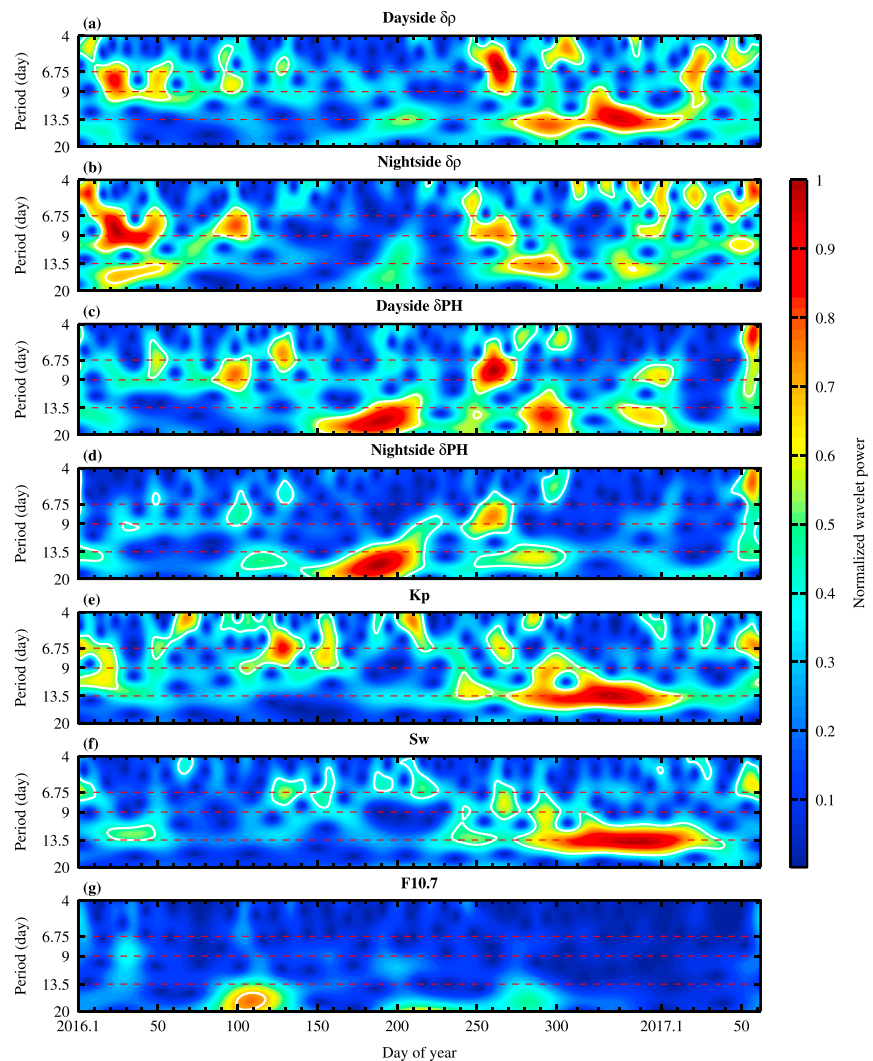 (a) Dayside δρ
4
6.75
9
13.5
20
Period (day)
(b) Nightside δρ
4
6.75
9
13.5
20
Period (day)
(c) Dayside δPH
4
6.75
9
13.5
20
Period (day)
(d) Nightside δPH
4
6.75
9
13.5
20
Period (day)
(e) Kp
4
6.75
9
13.5
20
Period (day)
(f) Sw
4
6.75
9
13.5
20
Period (day)
(g) F10.7
4
6.75
9
13.5
20
Period (day)
2016.1 50 100 150 200 250 300 2017.1 50
Day of year
1
0.9
0.8
0.7
0.6
0.5
0.4
0.3
0.2
0.1
Normalized wavelet power